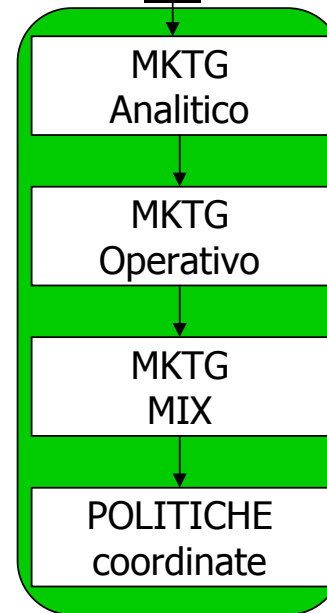 MKTG
Analitico
MKTG
Operativo
MKTG
MIX
POLITICHE
coordinate